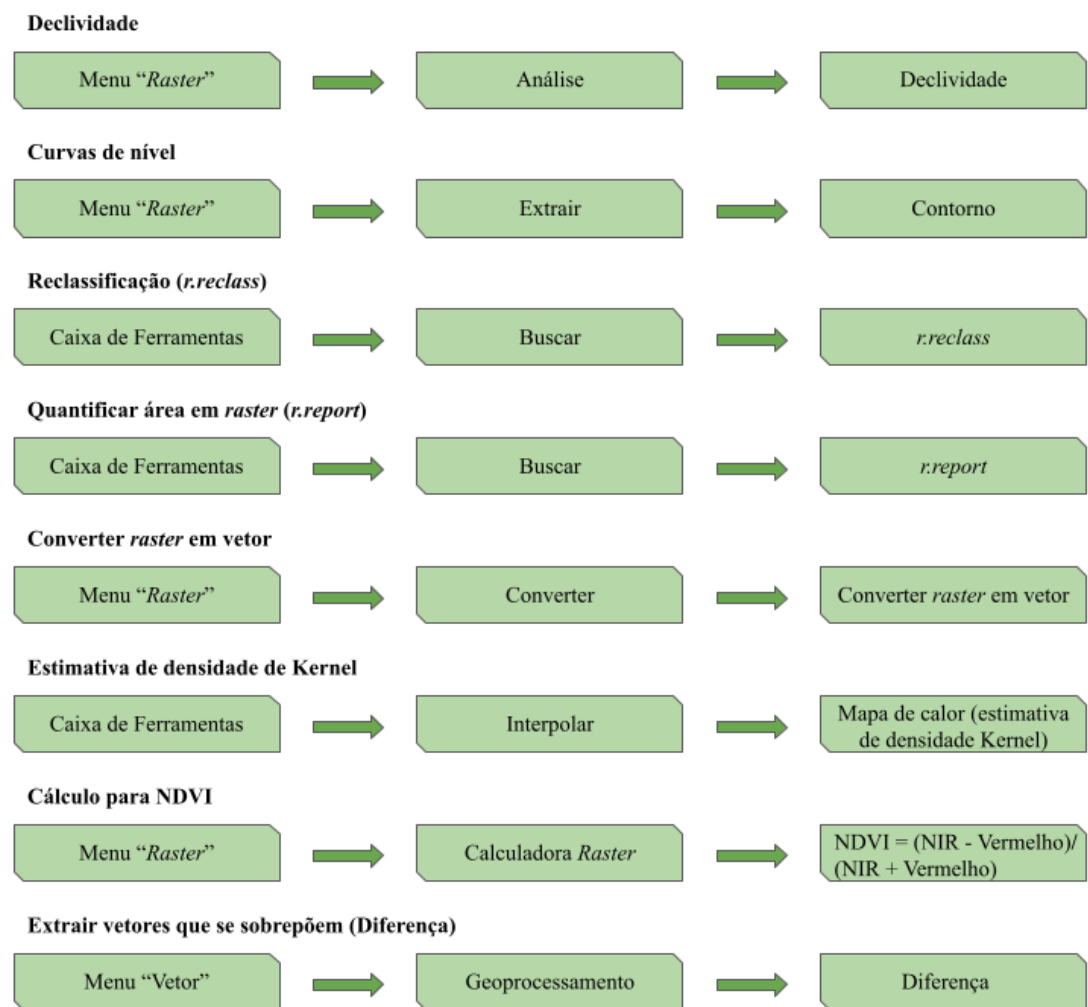 Declividade
Menu “Raster”
Análise
Declividade
Curvas de nível
Menu “Raster”
Extrair
Contorno
Reclassificação (r.reclass)
Caixa de Ferramentas
Buscar
r.reclass
Quantificar área em raster (r.report)
Caixa de Ferramentas
Buscar
r.report
Converter raster em vetor
Menu “Raster”
Converter
Converter raster em vetor
Estimativa de densidade de Kernel
Caixa de Ferramentas
Interpolar
Mapa de calor (estimativa
de densidade Kernel)
Cálculo para NDVI
Menu “Raster”
Calculadora Raster
NDVI = (NIR - Vermelho)/
(NIR + Vermelho)
Extrair vetores que se sobrepõem (Diferença)
Menu “Vetor”
Geoprocessamento
Diferença